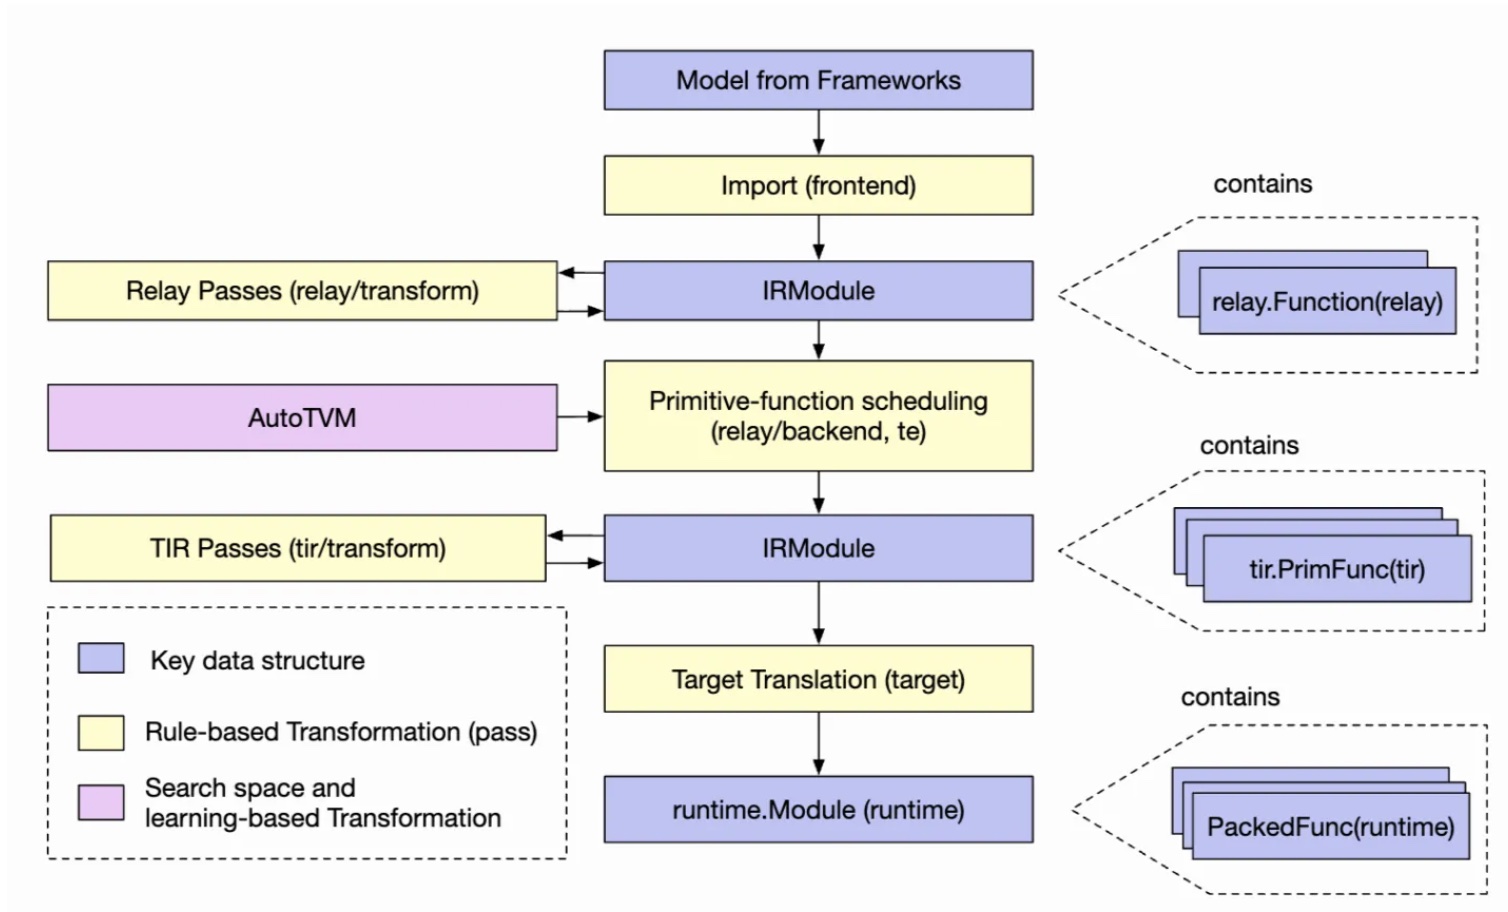 Model from Frameworks
Import (frontend)
contains
Relay Passes (relay/transform)
IRModule
relay.Function(relay)
AutoTVM
Primitive-function scheduling
(relay/backend, te)
contains
TIR Passes (tir/transform)
IRModule
tir.PrimFunc(tir)
Key data structure
Target Translation (target)
contains
Rule-based Transformation (pass)
Search space and
learning-based Transformation
runtime.Module (runtime)
PackedFunc(runtime)